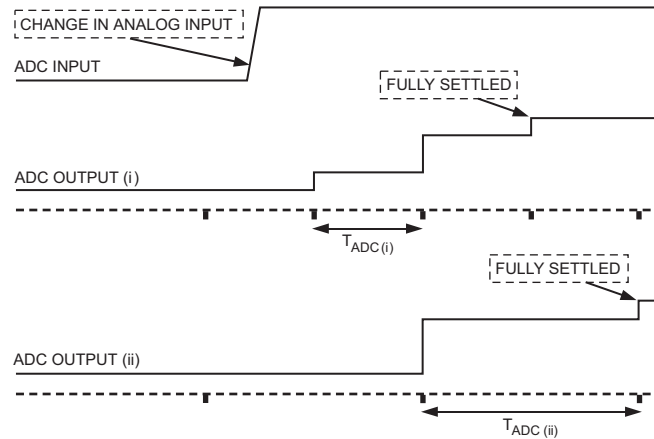 CHANGE IN ANALOG INPUT
ADC INPUT
FULLY SETTLED
ADC OUTPUT (i)
TADC(i)
FULLY SETTLED
ADC OUTPUT (ii)
TADC (ii)